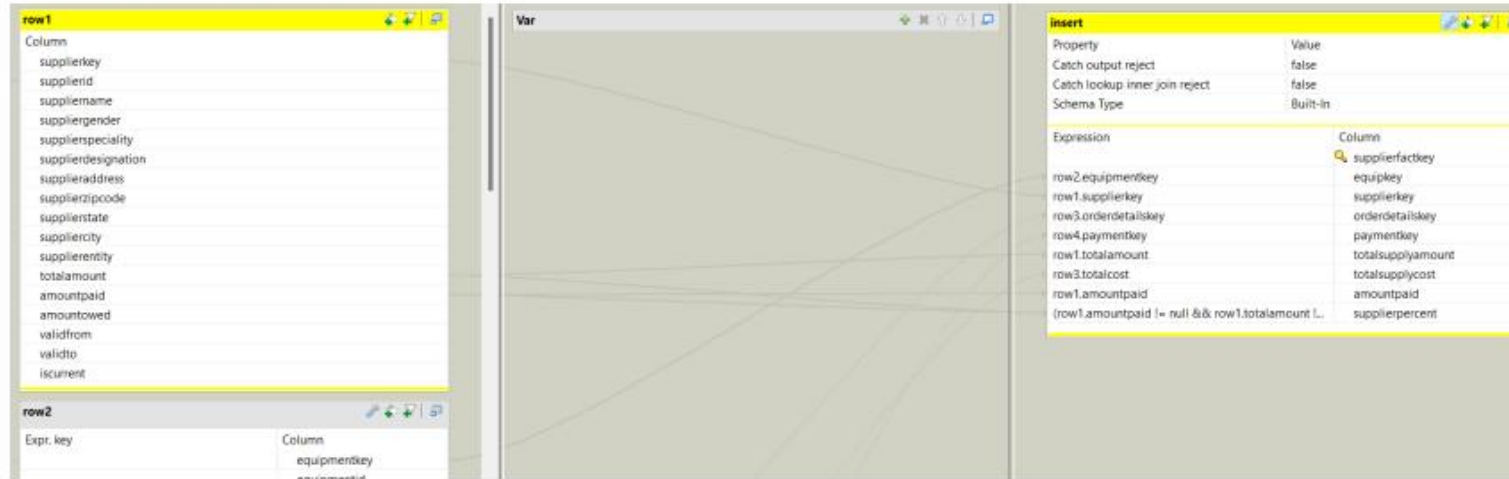 row1
Column
supplierkey
supplierid
suppliername
suppliergender
supplierspeciality
supplierdesignation
supplieraddress
supplierzipcode
supplierstate
suppliercity
supplierentity
totalamount
amountpaid
amountowed
validfrom
validto
iscurrent
row2
Expr. key Column
equipmentkey
equipmentid
Var
insert
Property Value
Catch output reject false
Catch lookup inner join reject false
Schema Type Built-In
Expression Column
supplierfactkey
row2.equipmentkey equipkey
row1.supplierkey supplierkey
row3.orderdetailskey orderdetailskey
row4.paymentkey paymentkey
row1.totalamount totalsupplyamount
row3.totalcost totalsupplycost
row1.amountpaid amountpaid
(row1.amountpaid != null && row1.totalamount !... supplierpercent